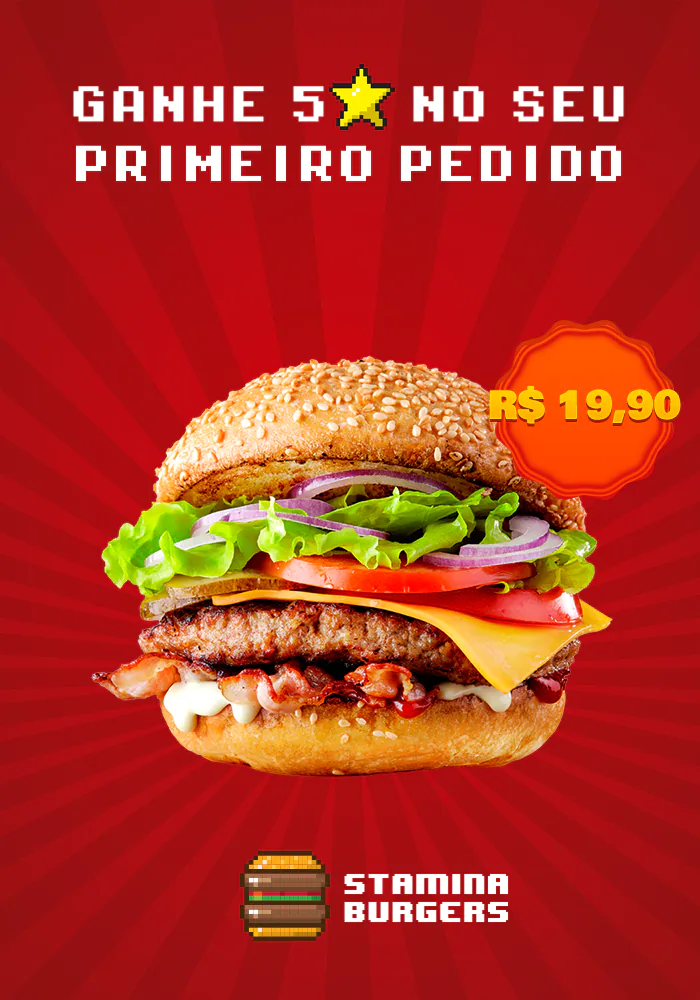 GANHE 5⭐ NO SEU
PRIMEIRO PEDIDO
R$ 19,90
STAMINA
BURGERS